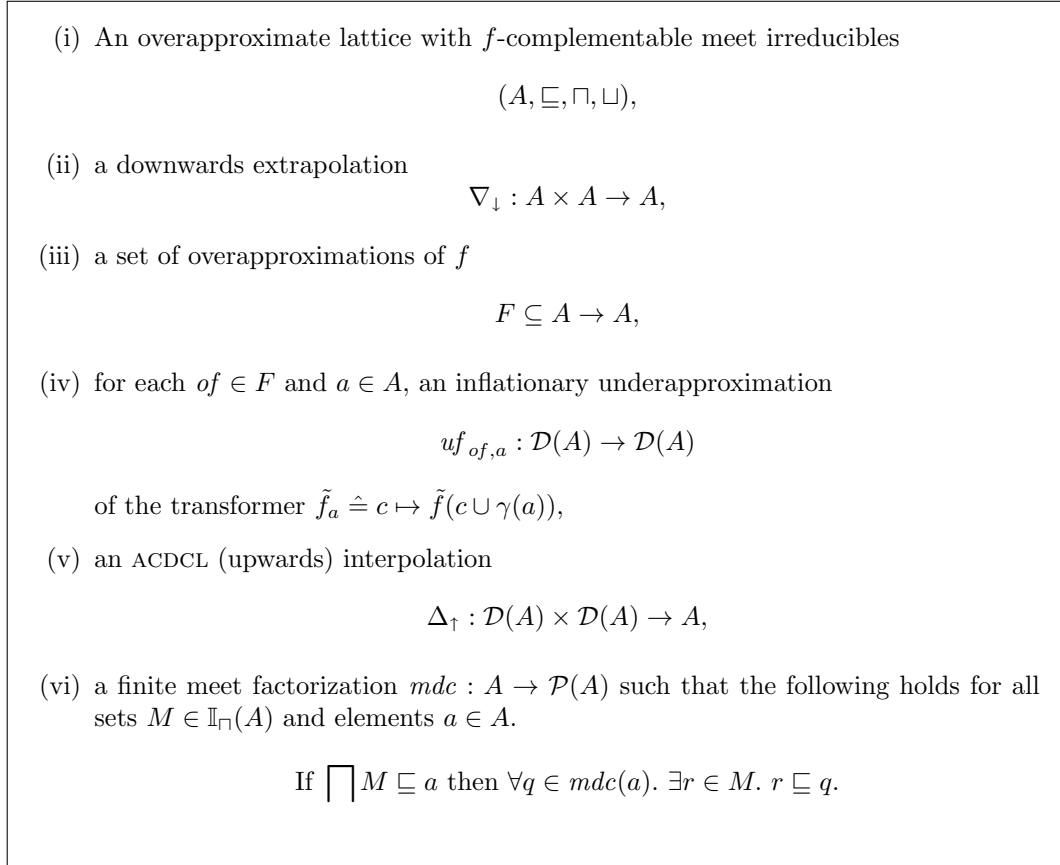 (i) An overapproximate lattice with f-complementable meet irreducibles
(A, ⊑, ⊓, ⊔),
(ii) a downwards extrapolation
∇↓ : A × A → A,
(iii) a set of overapproximations of f
F ⊆ A → A,
(iv) for each of ∈ F and a ∈ A, an inflationary underapproximation
uf_{of,a} : 𝒟(A) → 𝒟(A)
of the transformer f̃_a ≙ c ↦ f̃(c ∪ γ(a)),
(v) an ACDCL (upwards) interpolation
Δ↑ : 𝒟(A) × 𝒟(A) → A,
(vi) a finite meet factorization mdc : A → 𝒫(A) such that the following holds for all
sets M ∈ 𝕀_⊓(A) and elements a ∈ A.
If ⨅ M ⊑ a then ∀q ∈ mdc(a). ∃r ∈ M. r ⊑ q.